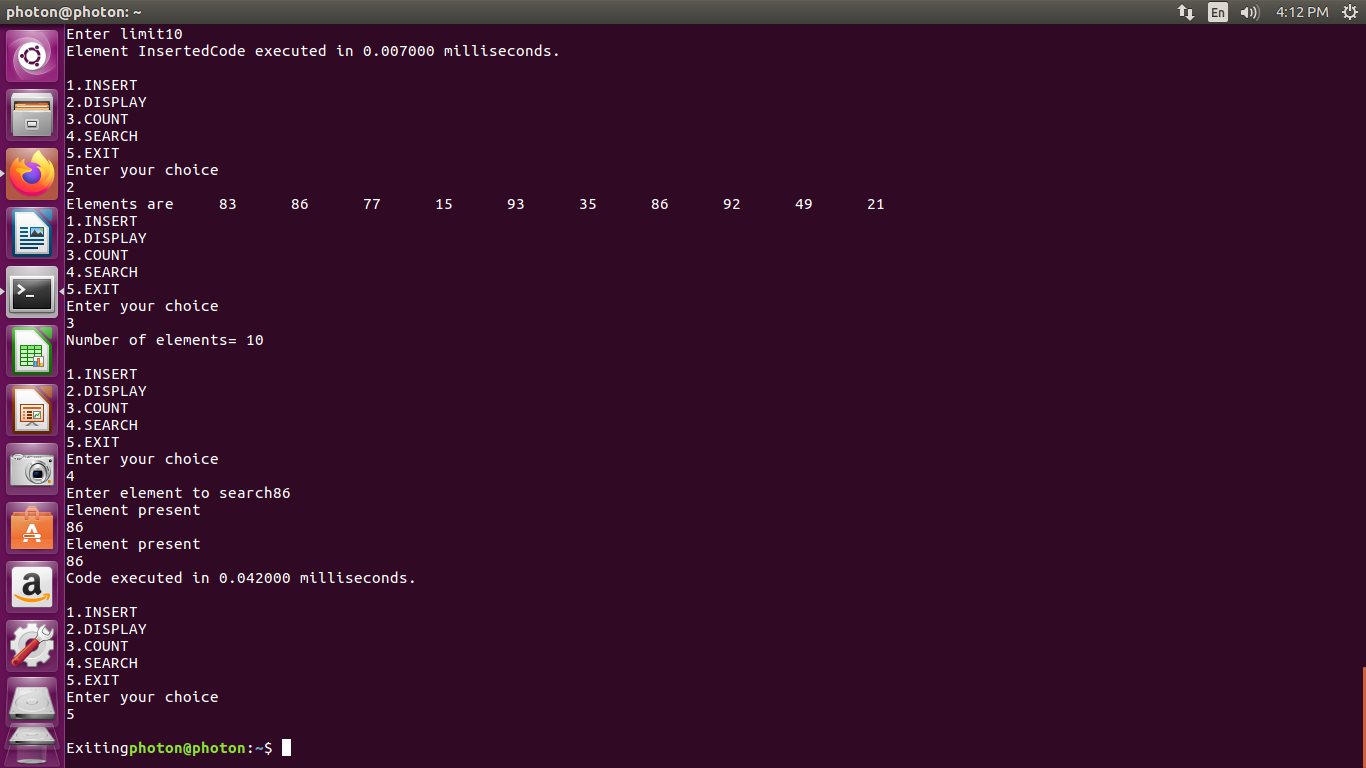 photon@photon: ~
En
4:12 PM
Enter limit10
Element InsertedCode executed in 0.007000 milliseconds.
1.INSERT
2.DISPLAY
3.COUNT
4.SEARCH
5.EXIT
Enter your choice
2
Elements are 83 86 77 15 93 35 86 92 49 21
1.INSERT
2.DISPLAY
3.COUNT
4.SEARCH
5.EXIT
Enter your choice
3
Number of elements= 10
1.INSERT
2.DISPLAY
3.COUNT
4.SEARCH
5.EXIT
Enter your choice
4
Enter element to search86
Element present
86
Element present
86
Code executed in 0.042000 milliseconds.
1.INSERT
2.DISPLAY
3.COUNT
4.SEARCH
5.EXIT
Enter your choice
5
Exitingphoton@photon:~$